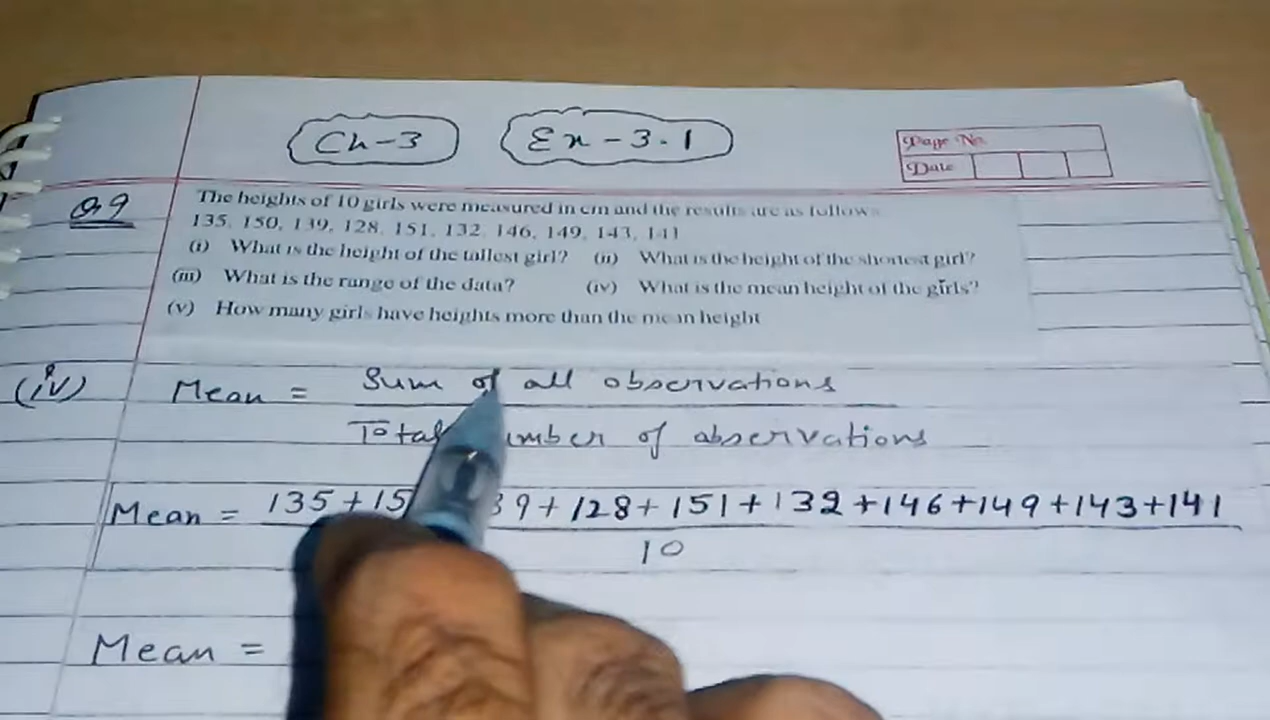 Ch-3 Ex-3.1
Page No.
Date
Q9 The heights of 10 girls were measured in cm and the results are as follows
135, 150, 139, 128, 151, 132, 146, 149, 143, 141
(i) What is the height of the tallest girl? (ii) What is the height of the shortest girl?
(iii) What is the range of the data? (iv) What is the mean height of the girls?
(v) How many girls have heights more than the mean height
(iv) Mean = Sum of all observations
Total umber of observations
Mean = 135+15 39+128+151+132+146+149+143+141
10
Mean =